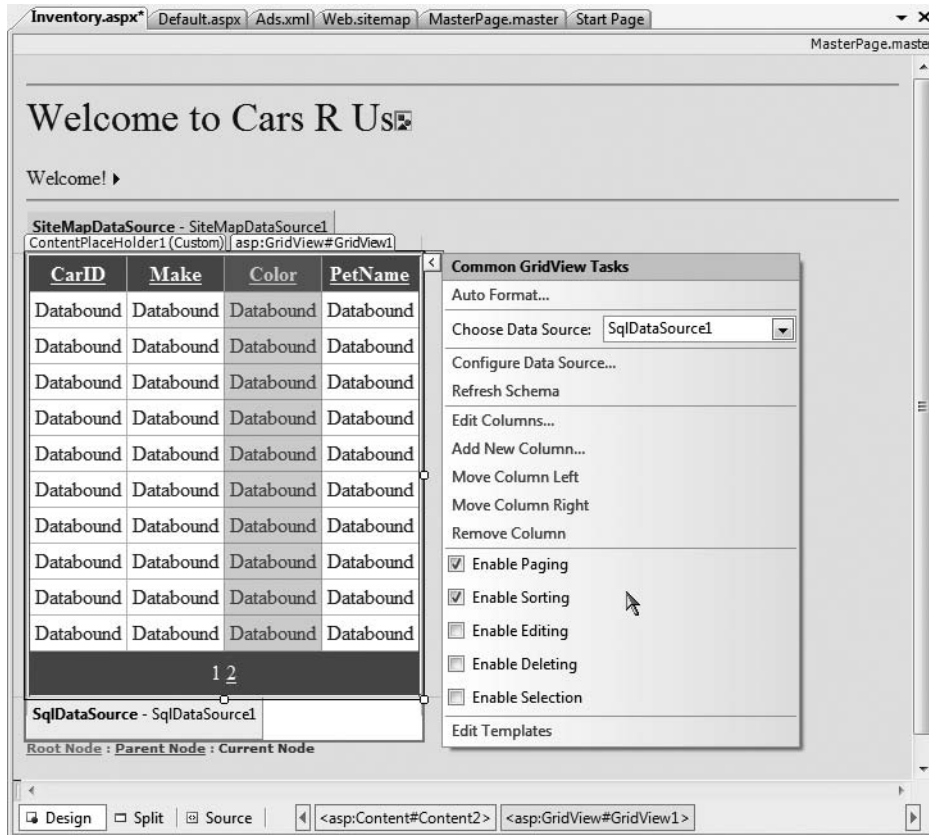 Inventory.aspx* Default.aspx Ads.xml Web.sitemap MasterPage.master Start Page
MasterPage.maste
Welcome to Cars R Us
Welcome!
SiteMapDataSource - SiteMapDataSource1
ContentPlaceHolder1 (Custom) asp:GridView#GridView1
CarID Make Color PetName
Databound Databound Databound Databound
Databound Databound Databound Databound
Databound Databound Databound Databound
Databound Databound Databound Databound
Databound Databound Databound Databound
Databound Databound Databound Databound
Databound Databound Databound Databound
Databound Databound Databound Databound
Databound Databound Databound Databound
Databound Databound Databound Databound
1 2
SqlDataSource - SqlDataSource1
Root Node : Parent Node : Current Node
Common GridView Tasks
Auto Format...
Choose Data Source: SqlDataSource1
Configure Data Source...
Refresh Schema
Edit Columns...
Add New Column...
Move Column Left
Move Column Right
Remove Column
Enable Paging
Enable Sorting
Enable Editing
Enable Deleting
Enable Selection
Edit Templates
Design Split Source <asp:Content#Content2> <asp:GridView#GridView1>